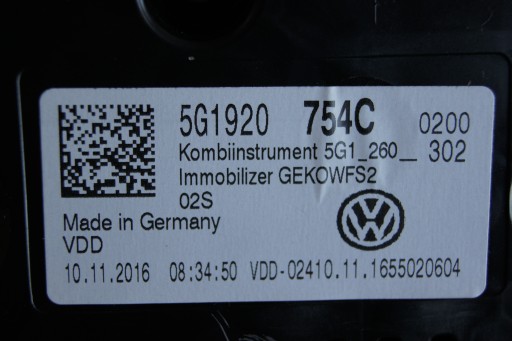 5G1920 754C 0200
Kombiinstrument 5G1_260__ 302
Immobilizer GEKOWFS2
02S
Made in Germany
VDD
10.11.2016 08:34:50 VDD-02410.11.1655020604